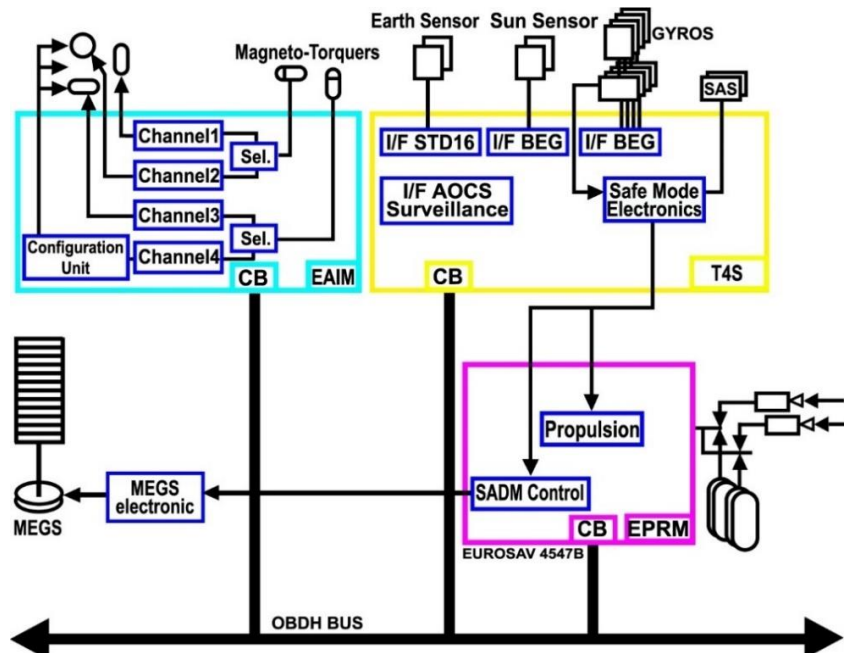 Earth Sensor
Sun Sensor
GYROS
Magneto-Torquers
SAS
Channel1
Sel.
Channel2
Channel3
Sel.
Configuration
Unit
Channel4
CB
EAIM
I/F STD16
I/F BEG
I/F BEG
I/F AOCS
Surveillance
Safe Mode
Electronics
CB
T4S
Propulsion
SADM Control
CB
EPRM
EUROSAV 4547B
MEGS
electronic
MEGS
OBDH BUS